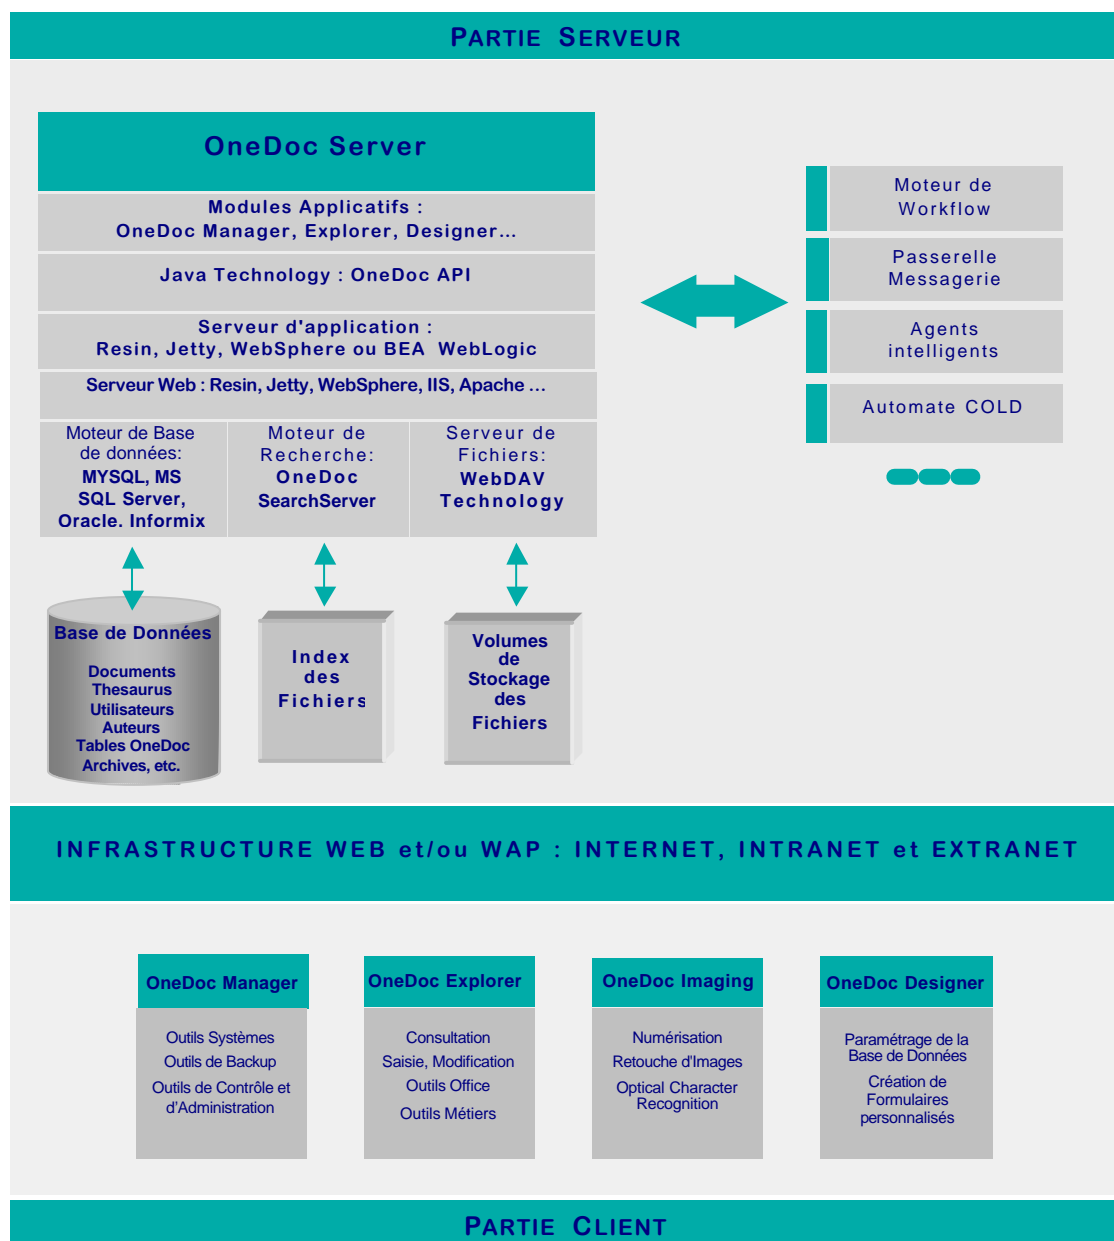 PARTIE SERVEUR
OneDoc Server
Modules Applicatifs :
OneDoc Manager, Explorer, Designer…
Java Technology : OneDoc API
Serveur d'application :
Resin, Jetty, WebSphere ou BEA WebLogic
Serveur Web : Resin, Jetty, WebSphere, IIS, Apache …
Moteur de Base
de données:
MYSQL, MS
SQL Server,
Oracle. Informix
Moteur de
Recherche:
OneDoc
SearchServer
Serveur de
Fichiers:
WebDAV
Technology
Moteur de
Workflow
Passerelle
Messagerie
Agents
intelligents
Automate COLD
Base de Données
Documents
Thesaurus
Utilisateurs
Auteurs
Tables OneDoc
Archives, etc.
Index
des
Fichiers
Volumes
de
Stockage
des
Fichiers
INFRASTRUCTURE WEB et/ou WAP : INTERNET, INTRANET et EXTRANET
OneDoc Manager
Outils Systèmes
Outils de Backup
Outils de Contrôle et
d'Administration
OneDoc Explorer
Consultation
Saisie, Modification
Outils Office
Outils Métiers
OneDoc Imaging
Numérisation
Retouche d'Images
Optical Character
Recognition
OneDoc Designer
Paramétrage de la
Base de Données
Création de
Formulaires
personnalisés
PARTIE CLIENT